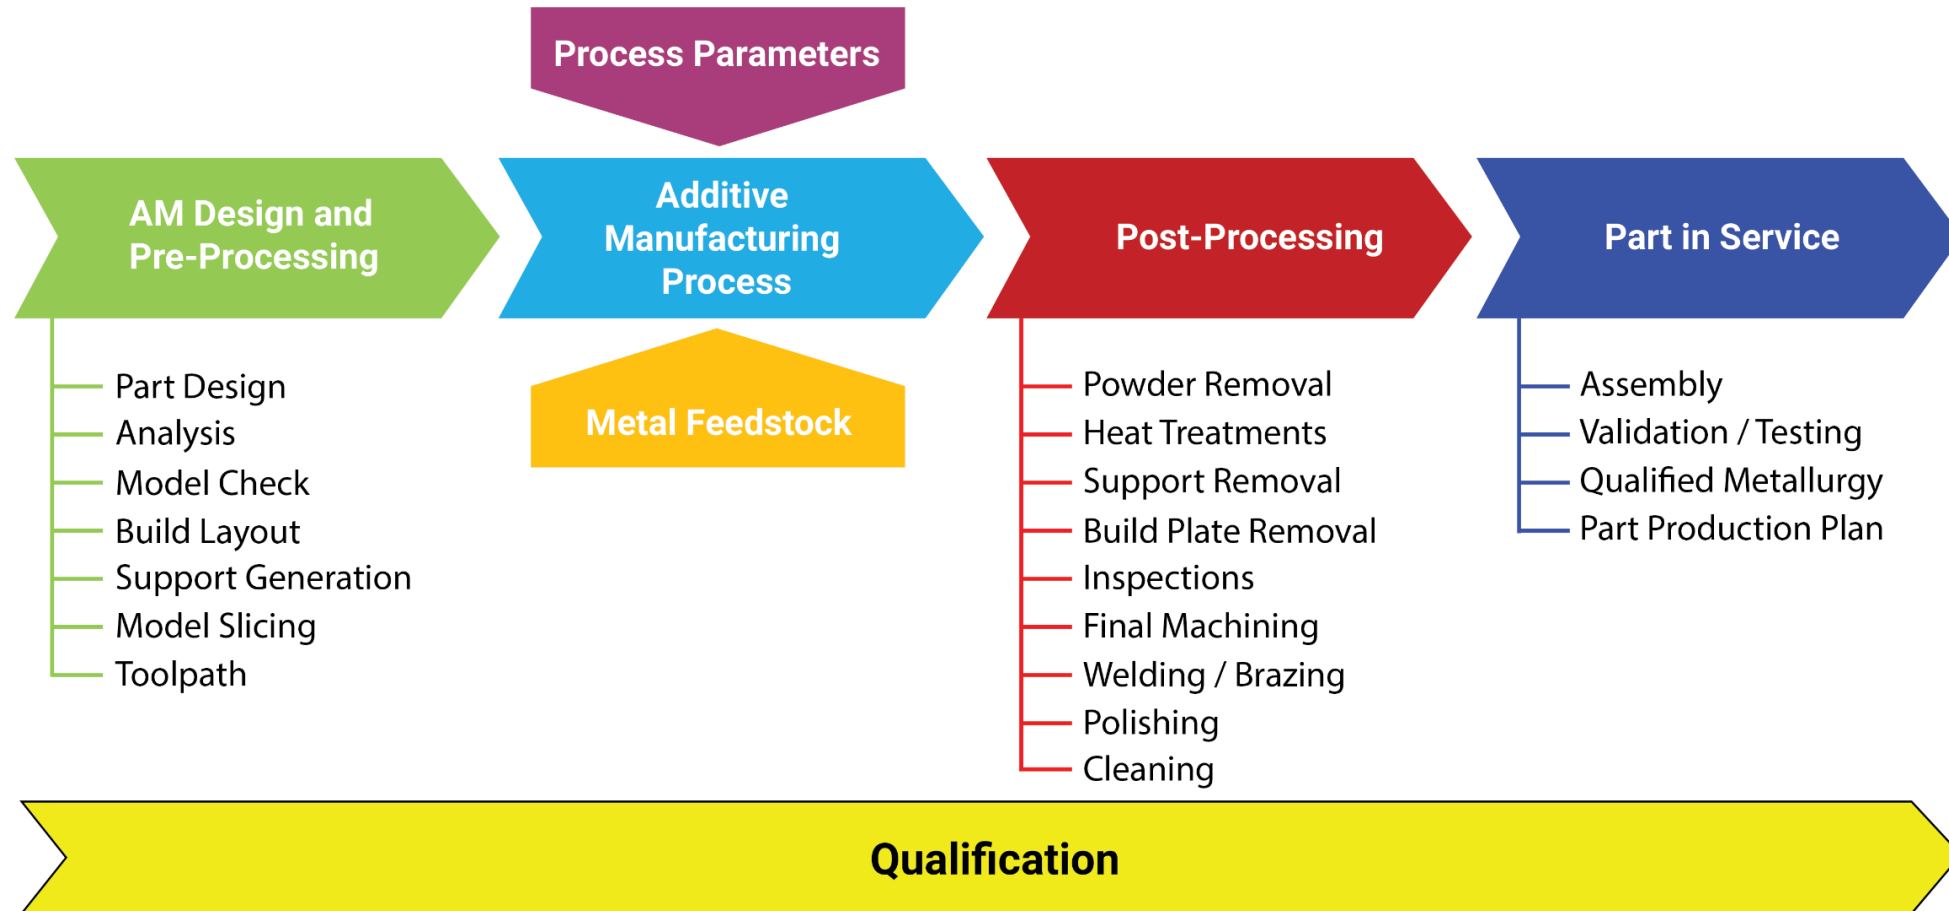 Process Parameters
AM Design and
Pre-Processing
Additive
Manufacturing
Process
Post-Processing
Part in Service
Metal Feedstock
Part Design
Analysis
Model Check
Build Layout
Support Generation
Model Slicing
Toolpath
Powder Removal
Heat Treatments
Support Removal
Build Plate Removal
Inspections
Final Machining
Welding / Brazing
Polishing
Cleaning
Assembly
Validation / Testing
Qualified Metallurgy
Part Production Plan
Qualification